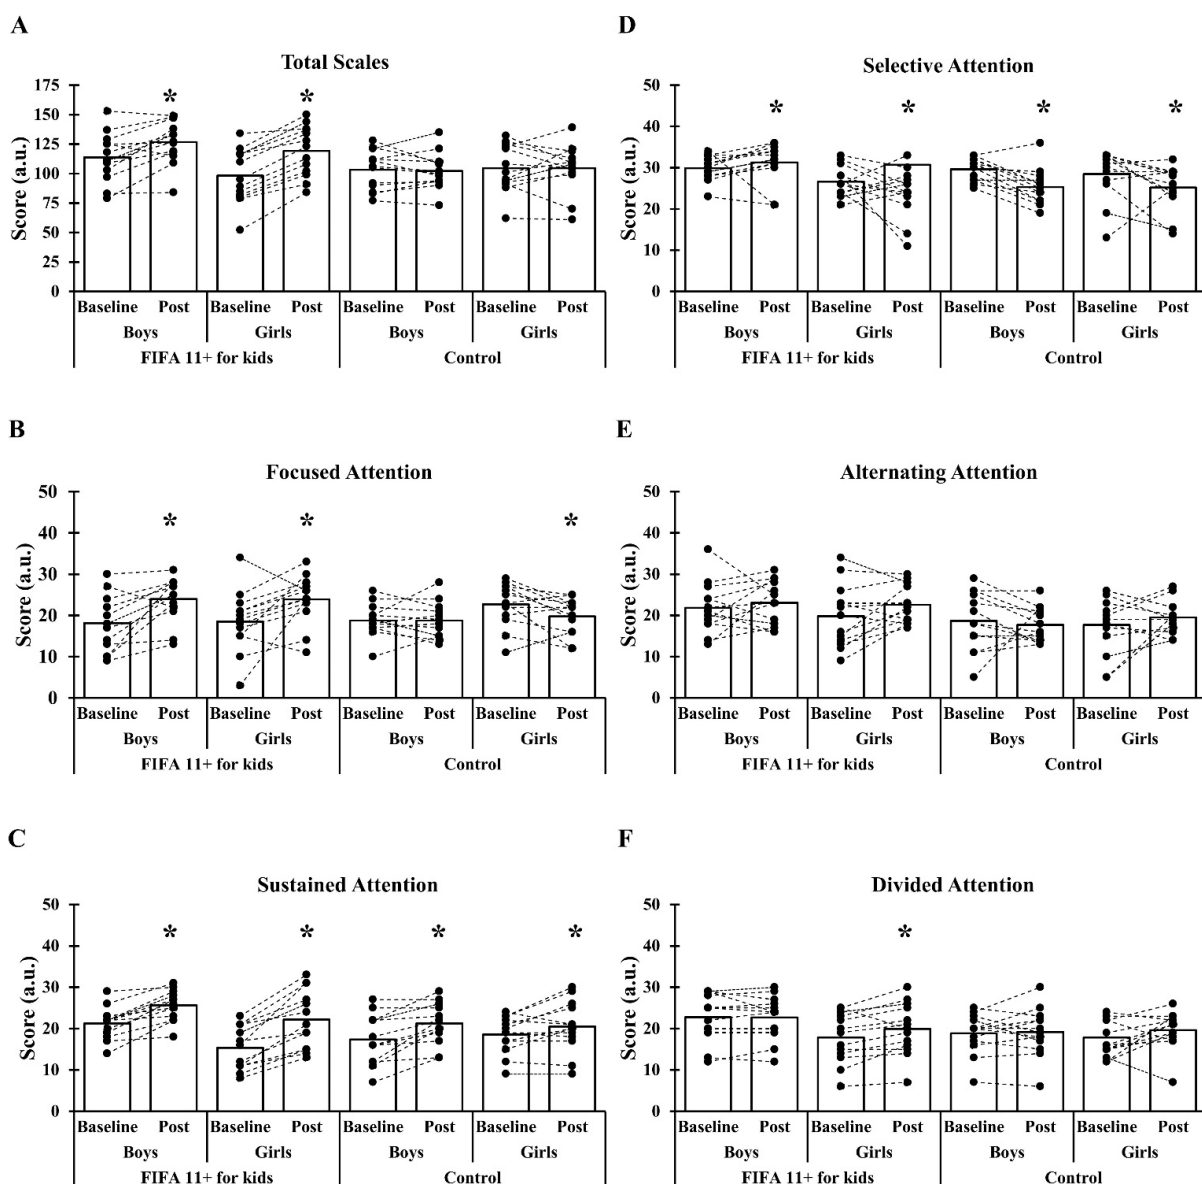 A
Total Scales
Score (a.u.)
175
150
125
100
75
50
25
0
*
*
Baseline Post Baseline Post Baseline Post Baseline Post
Boys Girls Boys Girls
FIFA 11+ for kids Control
D
Selective Attention
Score (a.u.)
50
40
30
20
10
0
*
*
*
*
Baseline Post Baseline Post Baseline Post Baseline Post
Boys Girls Boys Girls
FIFA 11+ for kids Control
B
Focused Attention
Score (a.u.)
50
40
30
20
10
0
*
*
*
Baseline Post Baseline Post Baseline Post Baseline Post
Boys Girls Boys Girls
FIFA 11+ for kids Control
E
Alternating Attention
Score (a.u.)
50
40
30
20
10
0
Baseline Post Baseline Post Baseline Post Baseline Post
Boys Girls Boys Girls
FIFA 11+ for kids Control
C
Sustained Attention
Score (a.u.)
50
40
30
20
10
0
*
*
*
*
Baseline Post Baseline Post Baseline Post Baseline Post
Boys Girls Boys Girls
FIFA 11+ for kids Control
F
Divided Attention
Score (a.u.)
50
40
30
20
10
0
*
Baseline Post Baseline Post Baseline Post Baseline Post
Boys Girls Boys Girls
FIFA 11+ for kids Control